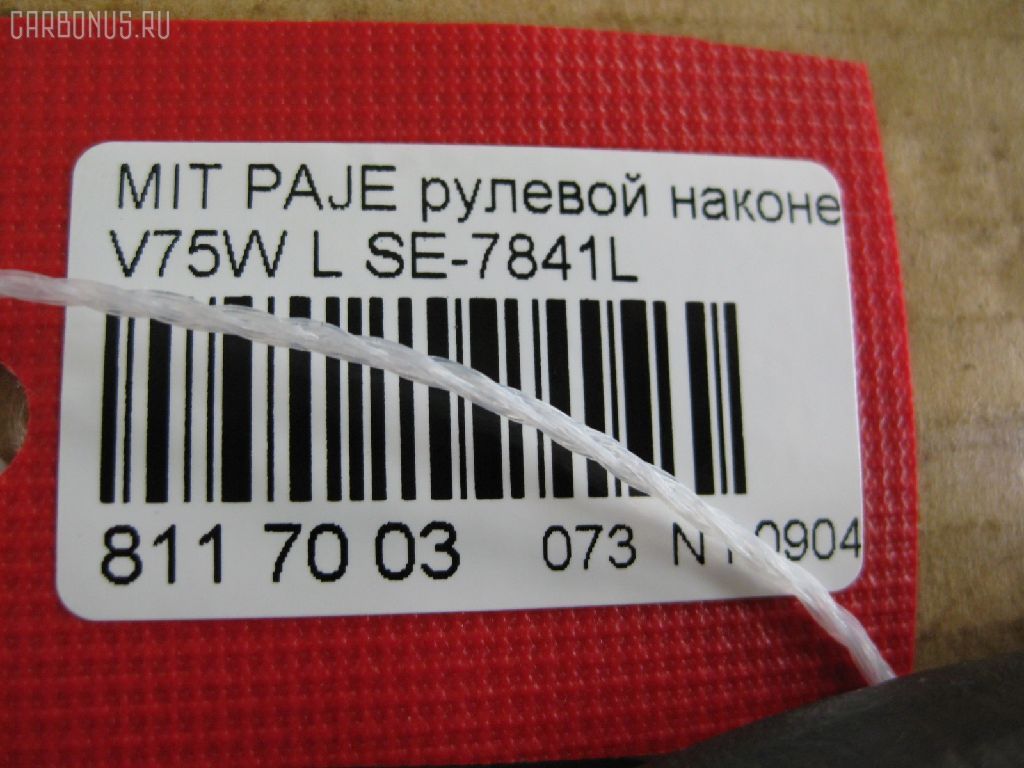 CARBONUS.RU
MIT PAJE рулевой наконе
V75W L SE-7841L
811 70 03 073 0904